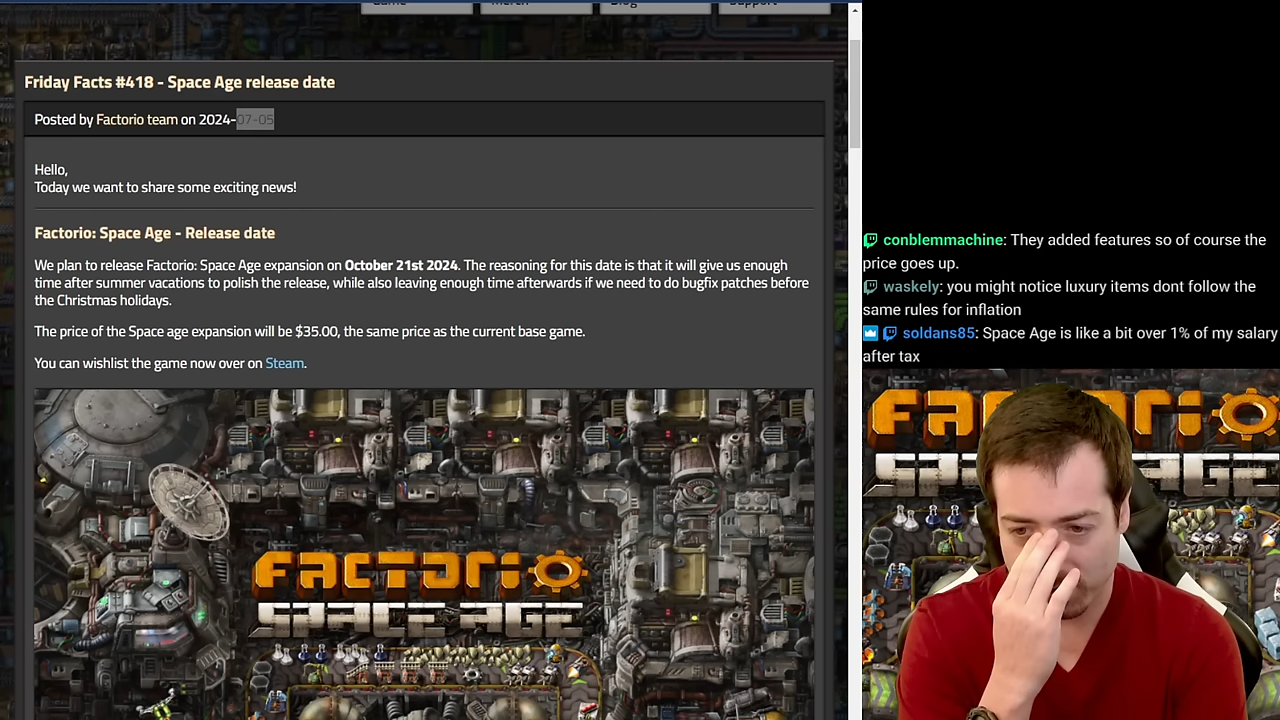 Game
Merch
Blog
Support
Friday Facts #418 - Space Age release date
Posted by Factorio team on 2024-07-05
Hello,
Today we want to share some exciting news!
Factorio: Space Age - Release date
We plan to release Factorio: Space Age expansion on October 21st 2024. The reasoning for this date is that it will give us enough
time after summer vacations to polish the release, while also leaving enough time afterwards if we need to do bugfix patches before
the Christmas holidays.
The price of the Space age expansion will be $35.00, the same price as the current base game.
You can wishlist the game now over on Steam.
FACTORIO
SPACE AGE
conblemmachine: They added features so of course the
price goes up.
waskely: you might notice luxury items dont follow the
same rules for inflation
soldans85: Space Age is like a bit over 1% of my salary
after tax